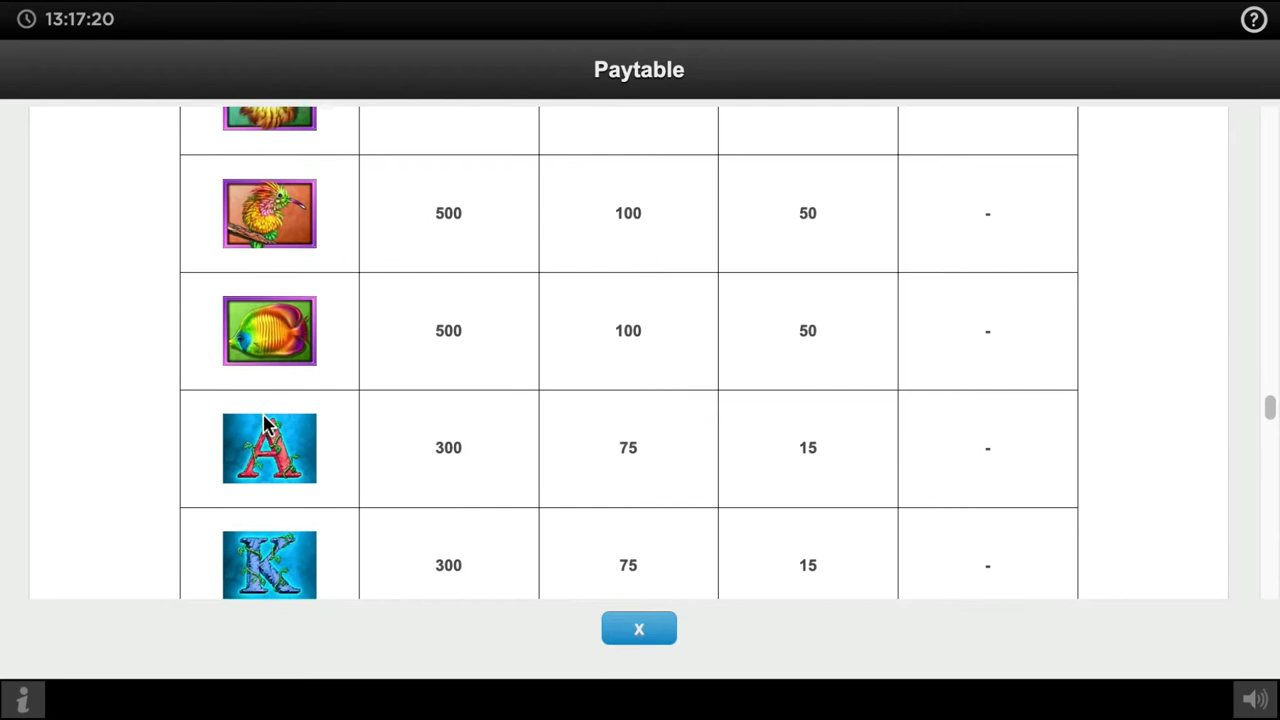 13:17:20
?
Paytable
500 100 50 -
500 100 50 -
A 300 75 15 -
K 300 75 15 -
x
i